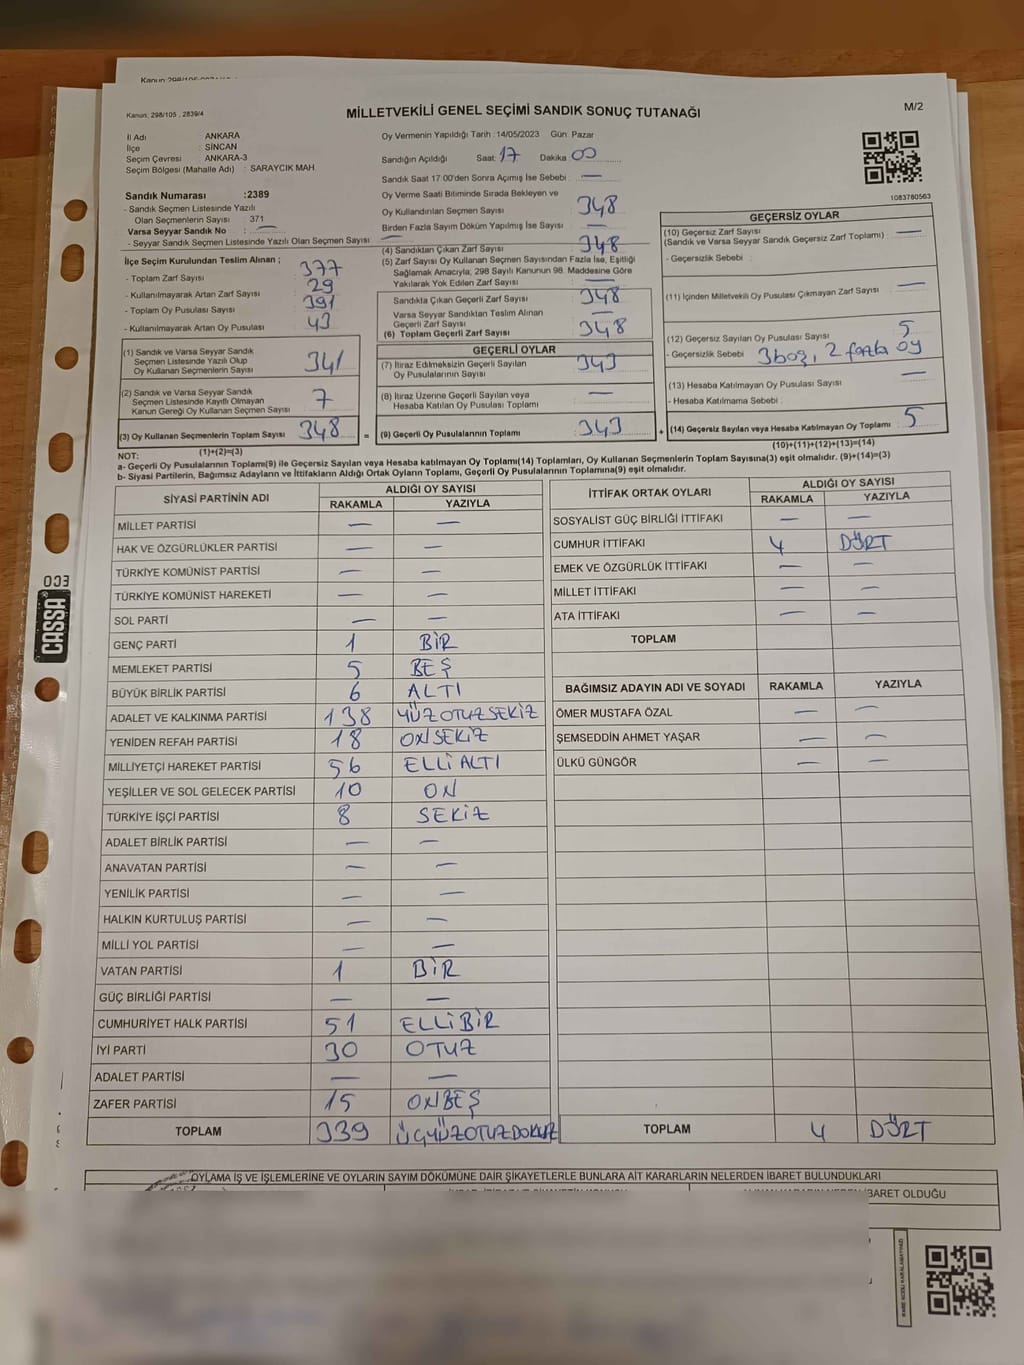 Kanun: 298/105 , 2839/4
MİLLETVEKİLİ GENEL SEÇİMİ SANDIK SONUÇ TUTANAĞI
M/2
İl Adı : ANKARA
İlçe : SİNCAN
Seçim Çevresi : ANKARA-3
Seçim Bölgesi (Mahalle Adı) : SARAYCIK MAH.
Sandık Numarası :2389
- Sandık Seçmen Listesinde Yazılı
Olan Seçmenlerin Sayısı : 371
Varsa Seyyar Sandık No : —
- Seyyar Sandık Seçmen Listesinde Yazılı Olan Seçmen Sayısı : —
İlçe Seçim Kurulundan Teslim Alınan ;
- Toplam Zarf Sayısı : 377
- Kullanılmayarak Artan Zarf Sayısı : 29
- Toplam Oy Pusulası Sayısı : 391
- Kullanılmayarak Artan Oy Pusulası : 43
(1) Sandık ve Varsa Seyyar Sandık
Seçmen Listesinde Yazılı Olup
Oy Kullanan Seçmenlerin Sayısı 341
(2) Sandık ve Varsa Seyyar Sandık
Seçmen Listesinde Kayıtlı Olmayan
Kanun Gereği Oy Kullanan Seçmen Sayısı 7
(3) Oy Kullanan Seçmenlerin Toplam Sayısı 348
(1)+(2)=(3)
Oy Vermenin Yapıldığı Tarih : 14/05/2023 Gün: Pazar
Sandığın Açıldığı Saat: 17 Dakika: 00
Sandık Saat 17:00'den Sonra Açımış İse Sebebi : —
Oy Verme Saati Bitiminde Sırada Bekleyen ve
Oy Kullandırılan Seçmen Sayısı 348
Birden Fazla Sayım Döküm Yapılmış İse Sayısı : —
(4) Sandıktan Çıkan Zarf Sayısı : 348
(5) Zarf Sayısı Oy Kullanan Seçmen Sayısından Fazla İse, Eşitliği
Sağlamak Amacıyla, 298 Sayılı Kanunun 98. Maddesine Göre
Yakılarak Yok Edilen Zarf Sayısı : —
Sandıkta Çıkan Geçerli Zarf Sayısı : 348
Varsa Seyyar Sandıktan Teslim Alınan
Geçerli Zarf Sayısı : —
(6) Toplam Geçerli Zarf Sayısı : 348
GEÇERLİ OYLAR
(7) İtiraz Edilmeksizin Geçerli Sayılan
Oy Pusulalarının Sayısı : 343
(8) İtiraz Üzerine Geçerli Sayılan veya
Hesaba Katılan Oy Pusulası Toplamı : —
= (9) Geçerli Oy Pusulalarının Toplamı : 343
1083780563
GEÇERSİZ OYLAR
(10) Geçersiz Zarf Sayısı : —
(Sandık ve Varsa Seyyar Sandık Geçersiz Zarf Toplamı)
- Geçersizlik Sebebi :
(11) İçinden Milletvekili Oy Pusulası Çıkmayan Zarf Sayısı : —
(12) Geçersiz Sayılan Oy Pusulası Sayısı : 5
- Geçersizlik Sebebi : 3 boş, 2 fazla oy
(13) Hesaba Katılmayan Oy Pusulası Sayısı : —
- Hesaba Katılmama Sebebi :
+ (14) Geçersiz Sayılan veya Hesaba Katılmayan Oy Toplamı : 5
(10)+(11)+(12)+(13)=(14)
NOT:
a- Geçerli Oy Pusulalarının Toplamı(9) ile Geçersiz Sayılan veya Hesaba katılmayan Oy Toplamı(14) Toplamları, Oy Kullanan Seçmenlerin Toplam Sayısına(3) eşit olmalıdır. (9)+(14)=(3)
b- Siyasi Partilerin, Bağımsız Adayların ve İttifakların Aldığı Ortak Oyların Toplamı, Geçerli Oy Pusulalarının Toplamına(9) eşit olmalıdır.
SİYASİ PARTİNİN ADI ALDIĞI OY SAYISI
RAKAMLA YAZIYLA
MİLLET PARTİSİ — —
HAK VE ÖZGÜRLÜKLER PARTİSİ — —
TÜRKİYE KOMÜNİST PARTİSİ — —
TÜRKİYE KOMÜNİST HAREKETİ — —
SOL PARTİ — —
GENÇ PARTİ 1 BİR
MEMLEKET PARTİSİ 5 BEŞ
BÜYÜK BİRLİK PARTİSİ 6 ALTI
ADALET VE KALKINMA PARTİSİ 138 YÜZOTUZSEKİZ
YENİDEN REFAH PARTİSİ 18 ONSEKİZ
MİLLİYETÇİ HAREKET PARTİSİ 56 ELLİALTI
YEŞİLLER VE SOL GELECEK PARTİSİ 10 ON
TÜRKİYE İŞÇİ PARTİSİ 8 SEKİZ
ADALET BİRLİK PARTİSİ — —
ANAVATAN PARTİSİ — —
YENİLİK PARTİSİ — —
HALKIN KURTULUŞ PARTİSİ — —
MİLLİ YOL PARTİSİ — —
VATAN PARTİSİ 1 BİR
GÜÇ BİRLİĞİ PARTİSİ — —
CUMHURİYET HALK PARTİSİ 51 ELLİBİR
İYİ PARTİ 30 OTUZ
ADALET PARTİSİ — —
ZAFER PARTİSİ 15 ONBEŞ
TOPLAM 339 ÜÇYÜZOTUZDOKUZ
İTTİFAK ORTAK OYLARI ALDIĞI OY SAYISI
RAKAMLA YAZIYLA
SOSYALİST GÜÇ BİRLİĞİ İTTİFAKI — —
CUMHUR İTTİFAKI 4 DÖRT
EMEK VE ÖZGÜRLÜK İTTİFAKI — —
MİLLET İTTİFAKI — —
ATA İTTİFAKI — —
TOPLAM
BAĞIMSIZ ADAYIN ADI VE SOYADI RAKAMLA YAZIYLA
ÖMER MUSTAFA ÖZAL — —
ŞEMSEDDİN AHMET YAŞAR — —
ÜLKÜ GÜNGÖR — —
TOPLAM 4 DÖRT
OYLAMA İŞ VE İŞLEMLERİNE VE OYLARIN SAYIM DÖKÜMÜNE DAİR ŞİKAYETLERLE BUNLARA AİT KARARLARIN NELERDEN İBARET BULUNDUKLARI
İBARET OLDUĞU
CASSA
KARE KODU KARALAMAYINIZ!